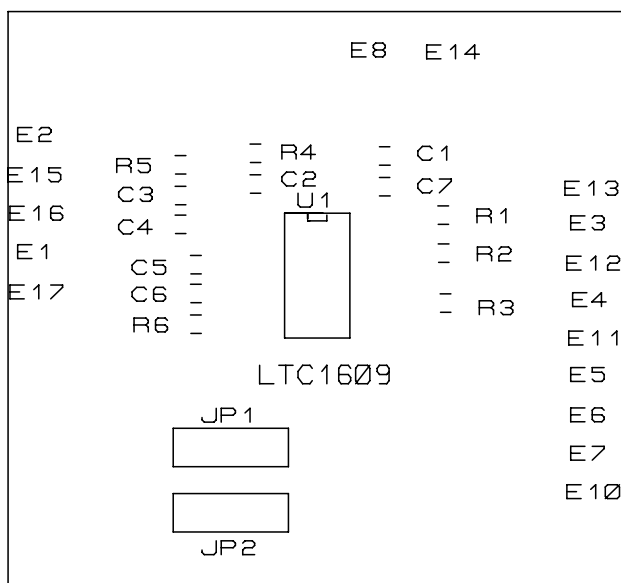 E8 E14
E2
R4 C1
R5
E15 C2 C7 E13
C3
U1
E16 R1 E3
C4
E1 R2 E12
C5
E17 C6 E4
R3
R6
E11
LTC1609 E5
JP1 E6
E7
E10
JP2